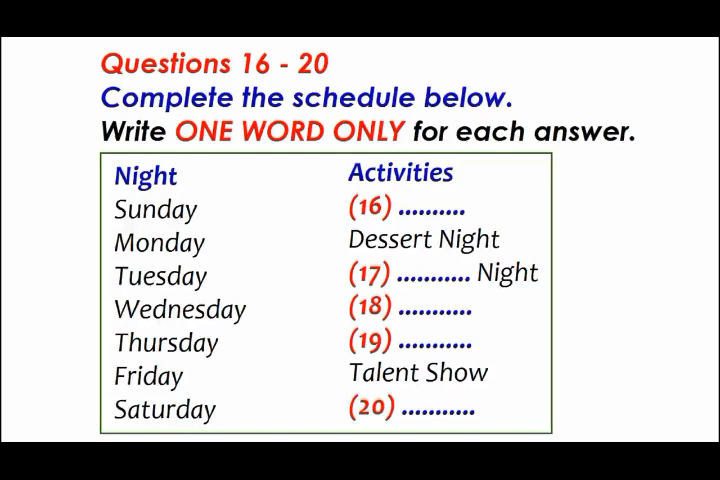 Questions 16 - 20
Complete the schedule below.
Write ONE WORD ONLY for each answer.
Night Activities
Sunday (16) ..........
Monday Dessert Night
Tuesday (17) ........... Night
Wednesday (18) ...........
Thursday (19) ...........
Friday Talent Show
Saturday (20) ...........